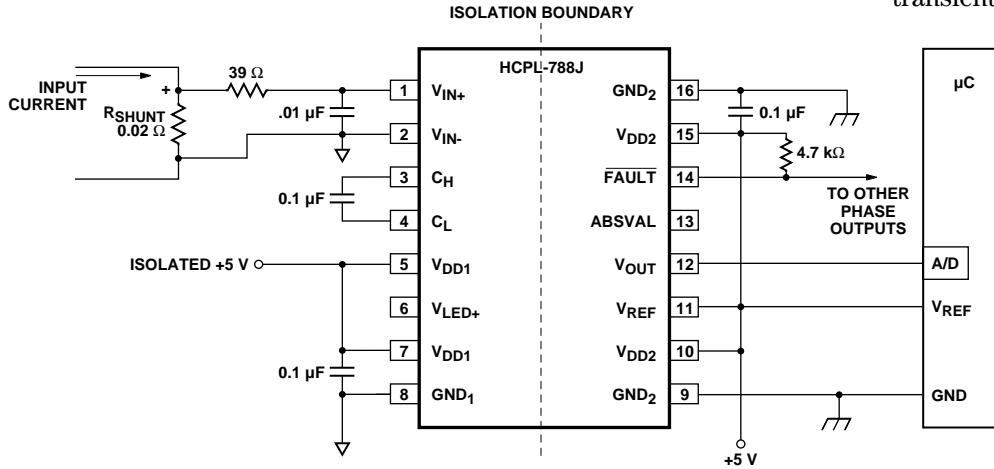 transient
ISOLATION BOUNDARY
HCPL-788J
µC
INPUT
CURRENT
+
39 Ω
RSHUNT
0.02 Ω
.01 µF
0.1 µF
ISOLATED +5 V
0.1 µF
1 VIN+
2 VIN-
3 CH
4 CL
5 VDD1
6 VLED+
7 VDD1
8 GND1
GND2 16
VDD2 15
FAULT 14
ABSVAL 13
VOUT 12
VREF 11
VDD2 10
GND2 9
0.1 µF
4.7 kΩ
TO OTHER
PHASE
OUTPUTS
A/D
VREF
GND
+5 V